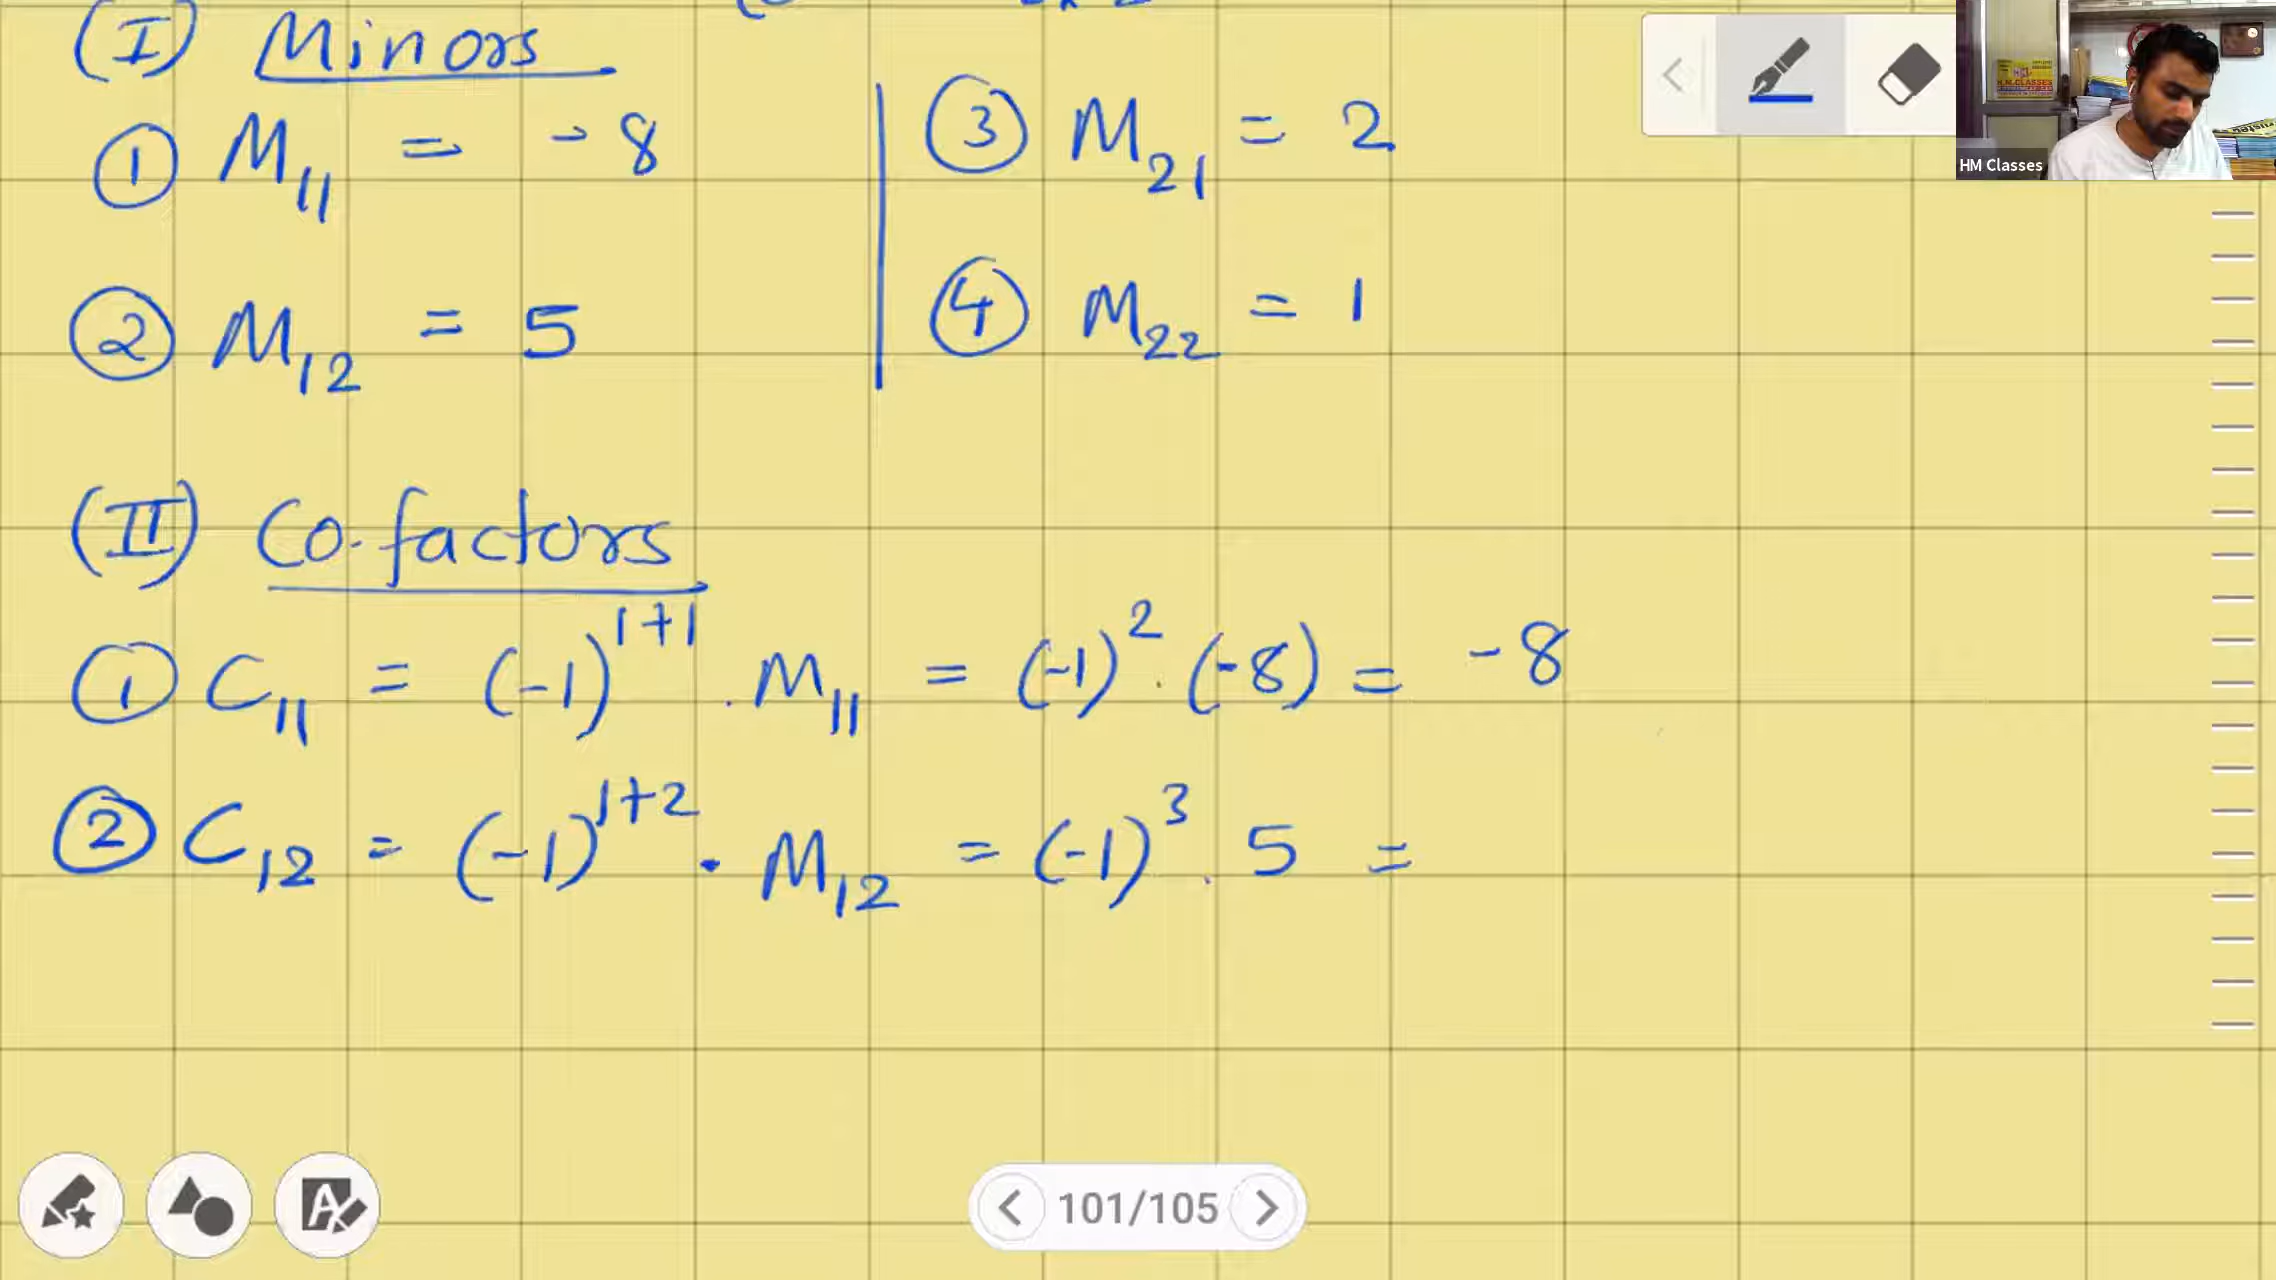 (I) Minors
① M₁₁ = -8
② M₁₂ = 5
③ M₂₁ = 2
④ M₂₂ = 1
(II) Co-factors
① C₁₁ = (-1)¹⁺¹ . M₁₁ = (-1)² . (-8) = -8
② C₁₂ = (-1)¹⁺² . M₁₂ = (-1)³ . 5 =
HM Classes
101/105